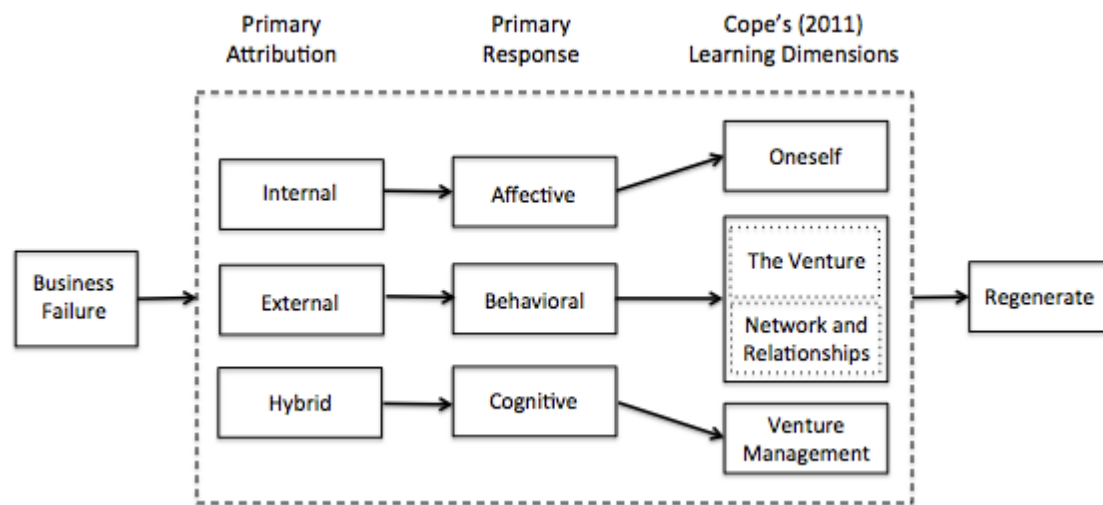 Primary
Attribution
Primary
Response
Cope's (2011)
Learning Dimensions
Business
Failure
Internal
External
Hybrid
Affective
Behavioral
Cognitive
Oneself
The Venture
Network and
Relationships
Venture
Management
Regenerate